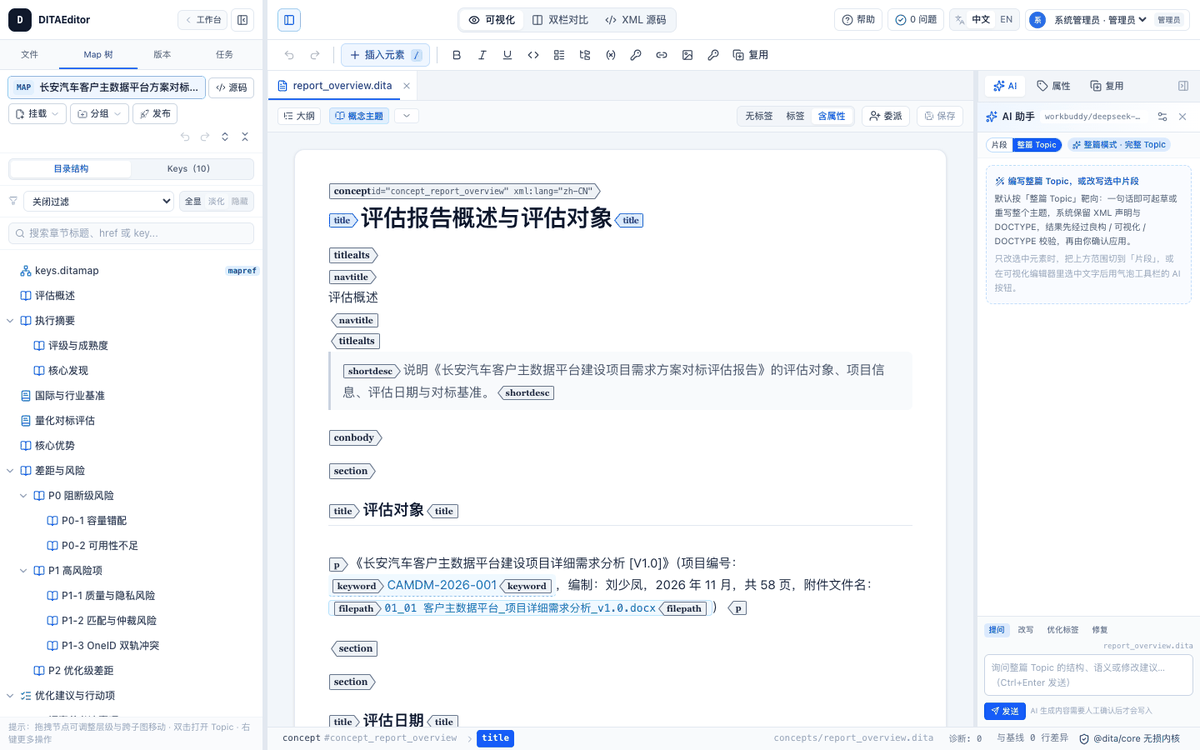 D DITAEditor 工作台
可视化 双栏对比 XML 源码
帮助 0 问题 中文 EN 系 系统管理员 · 管理员 管理员
文件 Map 树 版本 任务
MAP 长安汽车客户主数据平台方案对标... 源码
挂载 分组 发布
目录结构 Keys (10)
关闭过滤 全显 淡化 隐藏
搜索章节标题、href 或 key...
keys.ditamap mapref
评估概述
执行摘要
评级与成熟度
核心发现
国际与行业基准
量化对标评估
核心优势
差距与风险
P0 阻断级风险
P0-1 容量错配
P0-2 可用性不足
P1 高风险项
P1-1 质量与隐私风险
P1-2 匹配与仲裁风险
P1-3 OneID 双轨冲突
P2 优化级差距
优化建议与行动项
提示：拖拽节点可调整层级与跨子图移动 · 双击打开 Topic · 右
键更多操作
插入元素 / B I U 复用
report_overview.dita
大纲 概念主题 无标签 标签 含属性 委派 保存
concept id="concept_report_overview" xml:lang="zh-CN"
title 评估报告概述与评估对象 title
titlealts
navtitle
评估概述
navtitle
titlealts
shortdesc 说明《长安汽车客户主数据平台建设项目需求方案对标评估报告》的评估对象、项目信
息、评估日期与对标基准。 shortdesc
conbody
section
title 评估对象 title
p 《长安汽车客户主数据平台建设项目详细需求分析 [V1.0]》（项目编号：
keyword CAMDM-2026-001 keyword ，编制：刘少凤，2026 年 11 月，共 58 页，附件文件名：
filepath 01_01 客户主数据平台_项目详细需求分析_v1.0.docx filepath ） p
section
section
title 评估日期 title
concept #concept_report_overview title
AI 属性 复用
AI 助手 workbuddy/deepseek-…
片段 整篇 Topic 整篇模式 · 完整 Topic
编写整篇 Topic，或改写选中片段
默认按「整篇 Topic」靶向：一句话即可起草或
重写整个主题，系统保留 XML 声明与
DOCTYPE，结果先经过良构 / 可视化 /
DOCTYPE 校验，再由你确认应用。
只改选中元素时，把上方范围切到「片段」，或
在可视化编辑器里选中文字后用气泡工具栏的 AI
按钮。
提问 改写 优化标签 修复
report_overview.dita
询问整篇 Topic 的结构、语义或修改建议…
（Ctrl+Enter 发送）
发送 AI 生成内容需要人工确认后才会写入
concepts/report_overview.dita 诊断: 0 与基线 0 行差异 @dita/core 无损内核